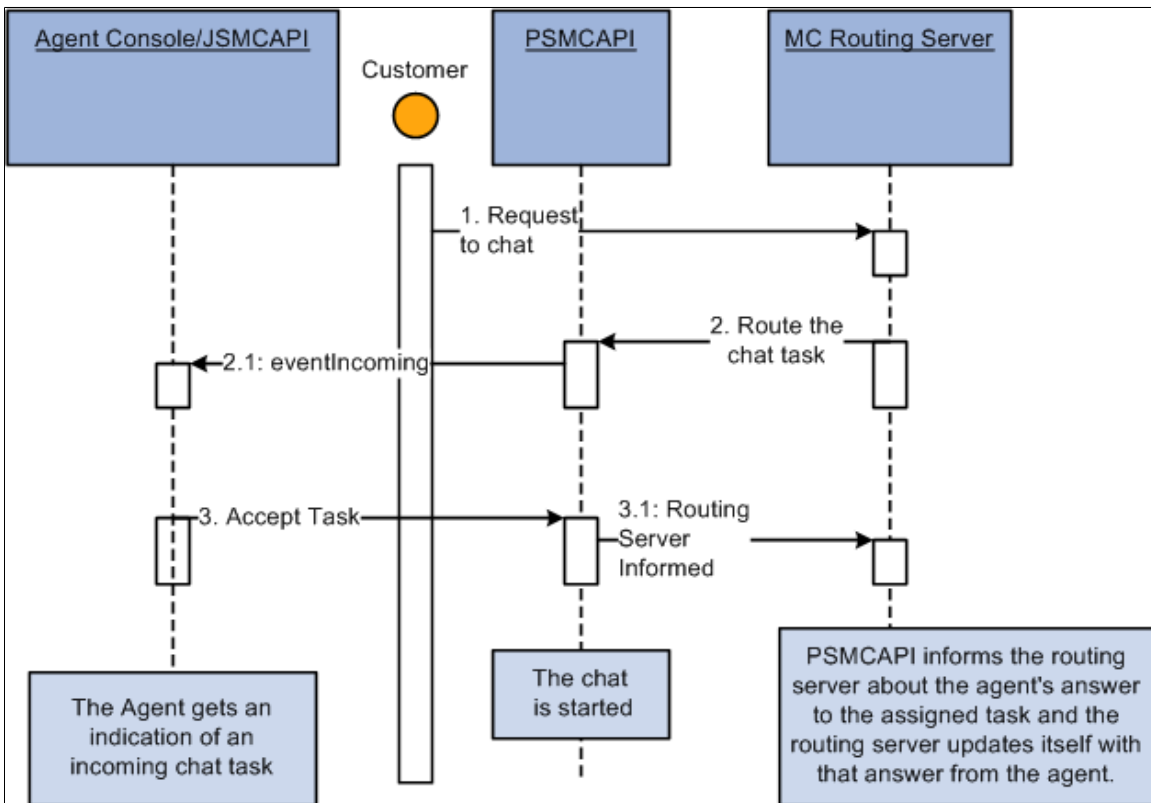 Agent Console/JSMCAPI
PSMCAPI
MC Routing Server
Customer
1. Request
to chat
2. Route the
chat task
2.1: eventIncoming
3. Accept Task
3.1: Routing
Server
Informed
The Agent gets an
indication of an
incoming chat task
The chat
is started
PSMCAPI informs the routing
server about the agent's answer
to the assigned task and the
routing server updates itself with
that answer from the agent.